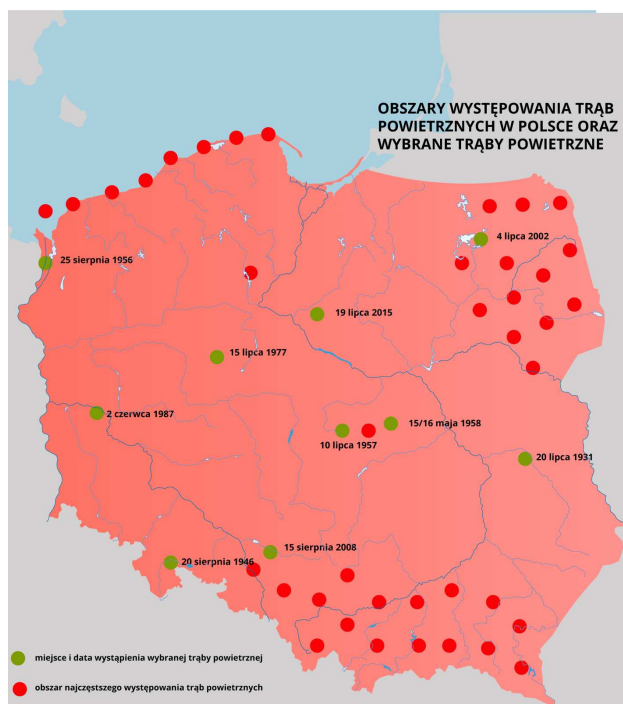 OBSZARY WYSTĘPOWANIA TRĄB
POWIETRZNYCH W POLSCE ORAZ
WYBRANE TRĄBY POWIETRZNE
4 lipca 2002
25 sierpnia 1956
19 lipca 2015
15 lipca 1977
2 czerwca 1987
15/16 maja 1958
10 lipca 1957
20 lipca 1931
15 sierpnia 2008
20 sierpnia 1946
miejsce i data wystąpienia wybranej trąby powietrznej
obszar najczęstszego występowania trąb powietrznych